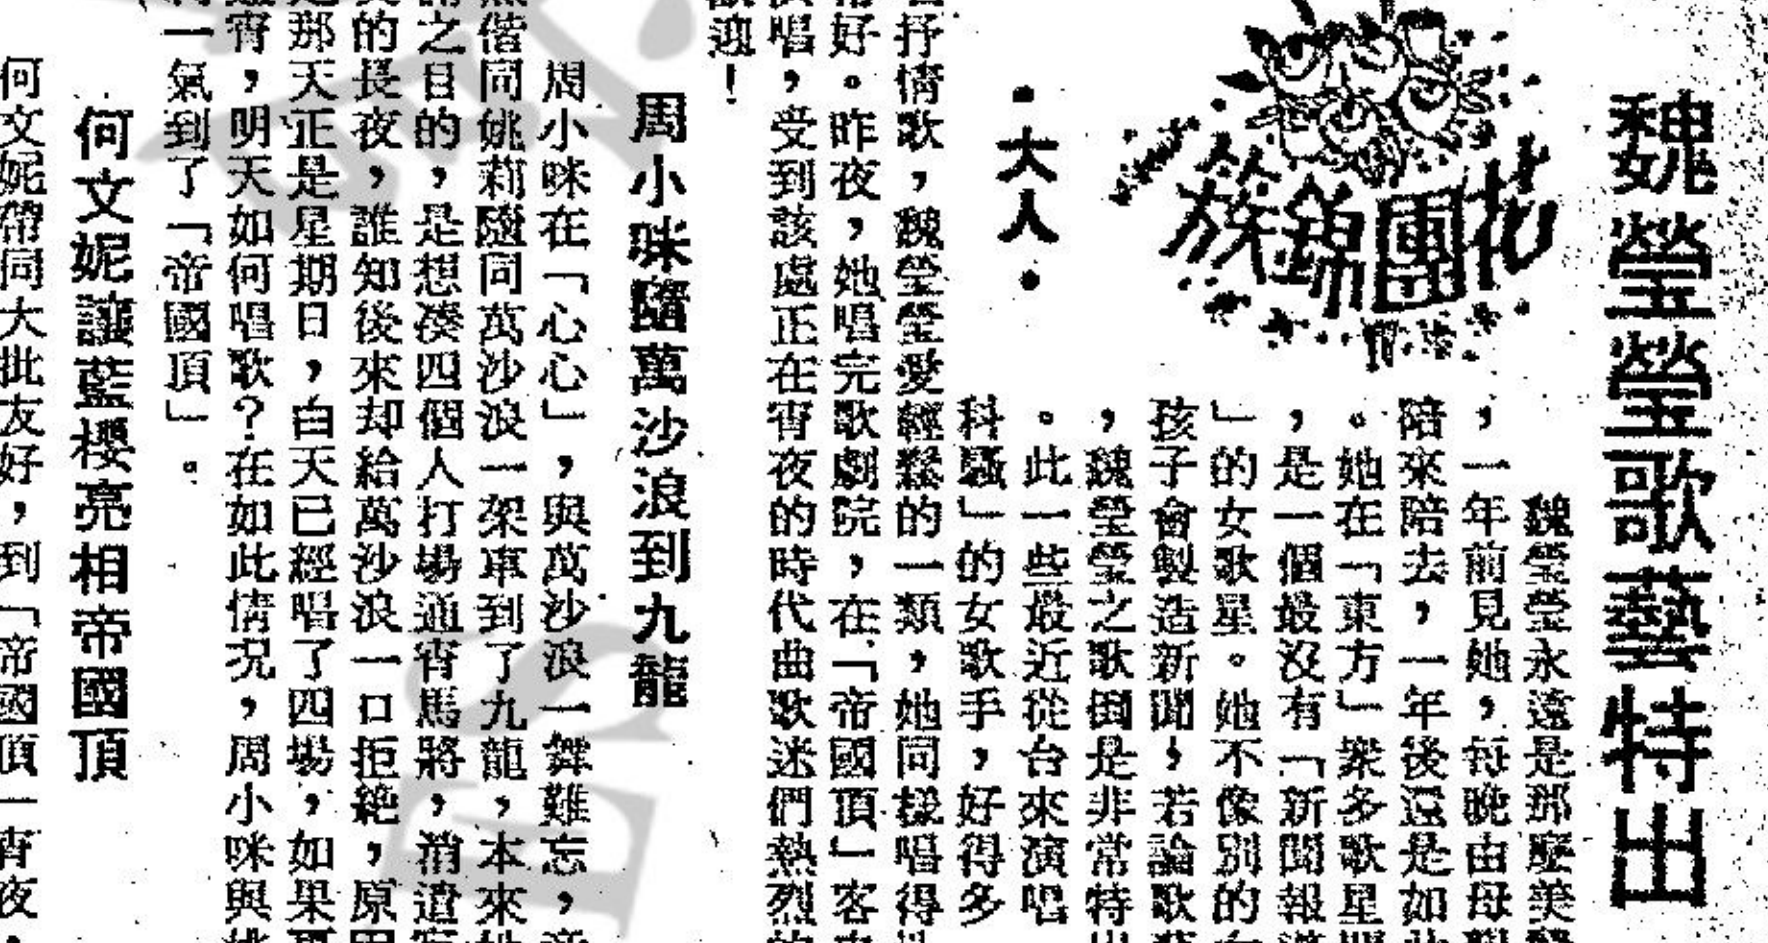 魏瑩瑩歌藝特出
花團錦簇
·大人·
魏瑩瑩永遠是那麼美
，一年前見她，每晚由母
陪來陪去，一年後還是如此
。她在「東方」衆多歌星
，是一個最沒有「新聞報
」的女歌星。她不像別的
孩子會製造新聞，若論歌藝
，魏瑩瑩之歌倒是非常特出
。此一些最近從台來演唱
科騷」的女歌手，好得多
抒情歌，魏瑩瑩愛輕鬆的一類，她同樣唱得
好。昨夜，她唱完歌劇院，在「帝國頂」客
唱，受到該處正在宵夜的時代曲歌迷們熱烈的
歡迎！
周小咪隨萬沙浪到九龍
周小咪在「心心」，與萬沙浪一舞難忘，
偕同姚莉隨同萬沙浪一架車到了九龍，本來
之目的，是想湊四個人打場通宵馬將，消遣
的長夜，誰知後來却給萬沙浪一口拒絶，原
那天正是星期日，白天已經唱了四場，如果再
宵，明天如何唱歌？在如此情况，周小咪與姚
一氣到了「帝國頂」。
何文妮讓藍櫻亮相帝國頂
何文妮帶同大批友好，到「帝國頂」宵夜，